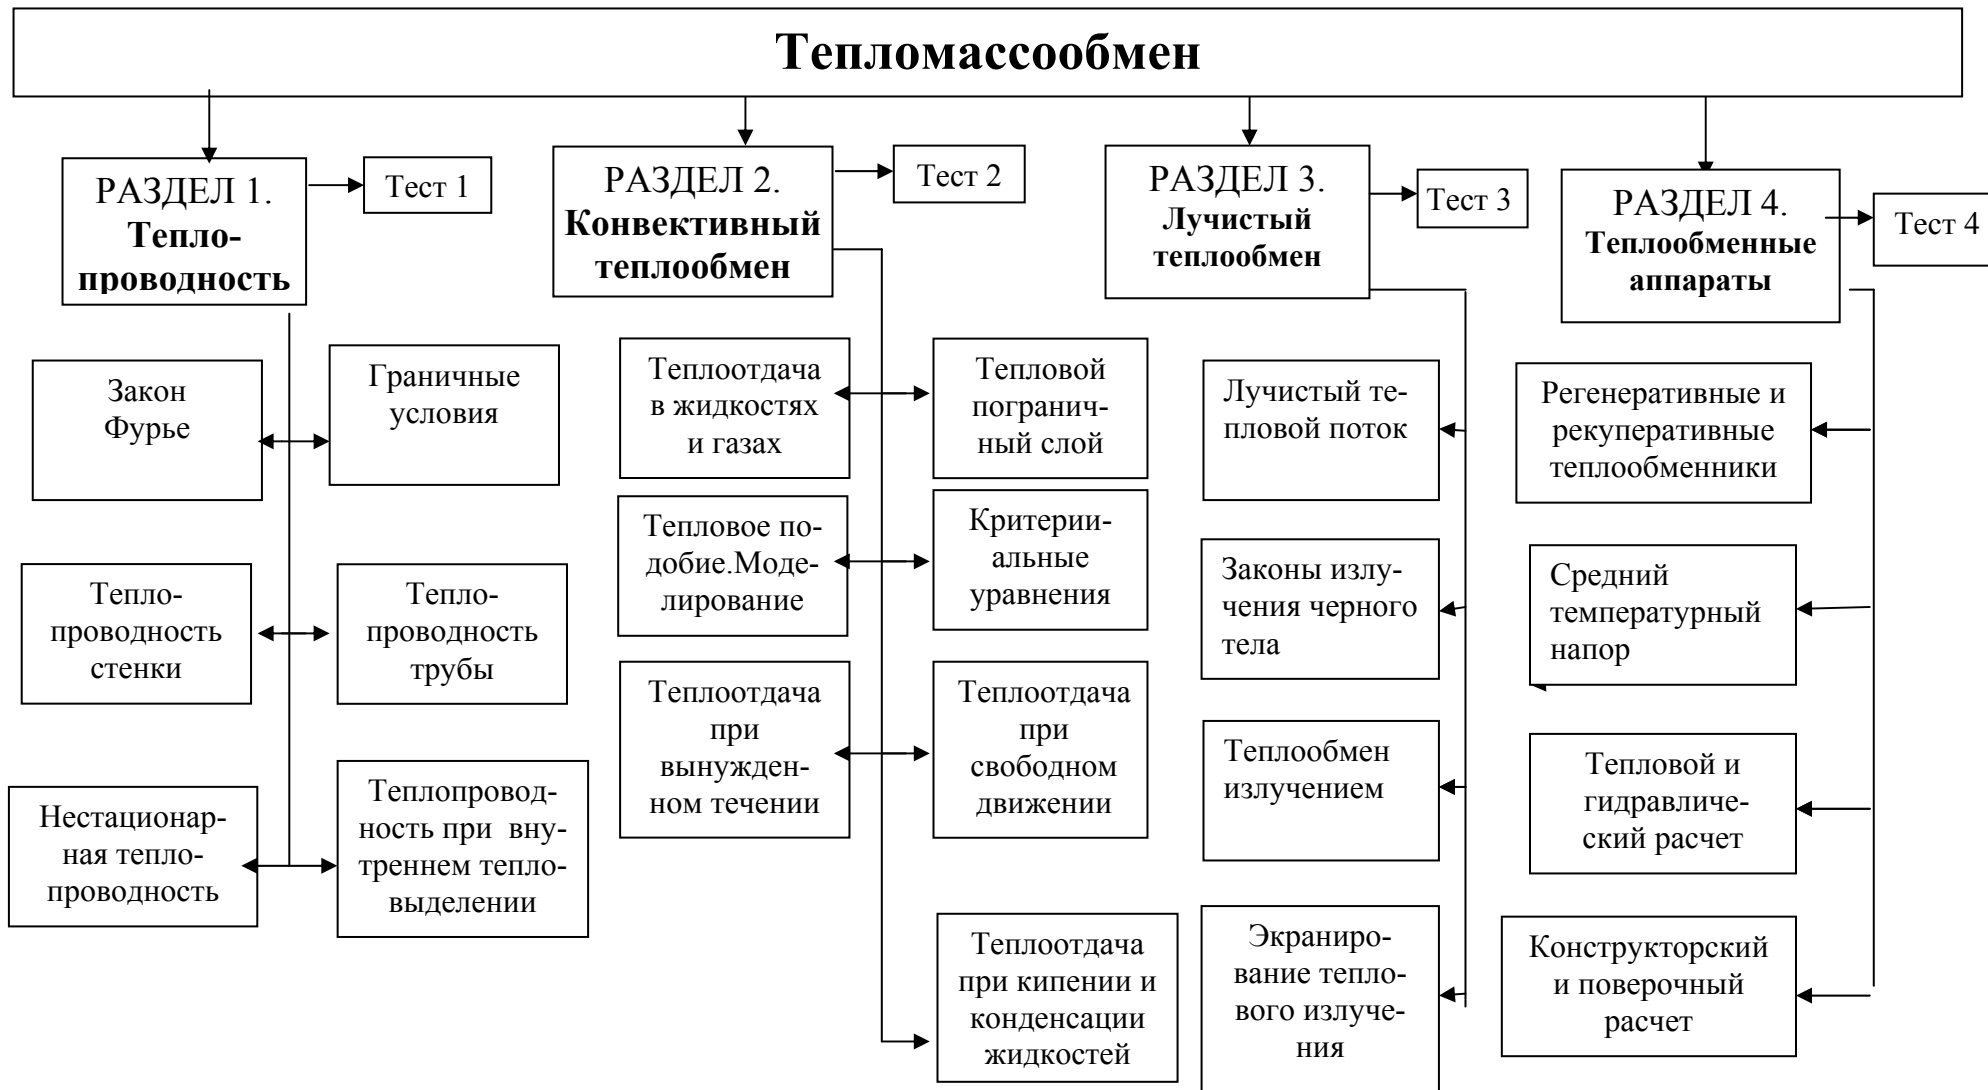 Тепломассообмен
РАЗДЕЛ 1.
Тепло-
проводность
Тест 1
РАЗДЕЛ 2.
Конвективный
теплообмен
Тест 2
РАЗДЕЛ 3.
Лучистый
теплообмен
Тест 3
РАЗДЕЛ 4.
Теплообменные
аппараты
Тест 4
Закон
Фурье
Граничные
условия
Тепло-
проводность
стенки
Тепло-
проводность
трубы
Нестационар-
ная тепло-
проводность
Теплопровод-
ность при вну-
треннем тепло-
выделении
Теплоотдача
в жидкостях
и газах
Тепловой
погранич-
ный слой
Тепловое по-
добие.Моде-
лирование
Критери-
альные
уравнения
Теплоотдача
при
вынужден-
ном течении
Теплоотдача
при
свободном
движении
Теплоотдача
при кипении и
конденсации
жидкостей
Лучистый те-
пловой поток
Законы излу-
чения черного
тела
Теплообмен
излучением
Экраниро-
вание тепло-
вого излуче-
ния
Регенеративные и
рекуперативные
теплообменники
Средний
температурный
напор
Тепловой и
гидравличе-
ский расчет
Конструкторский
и поверочный
расчет